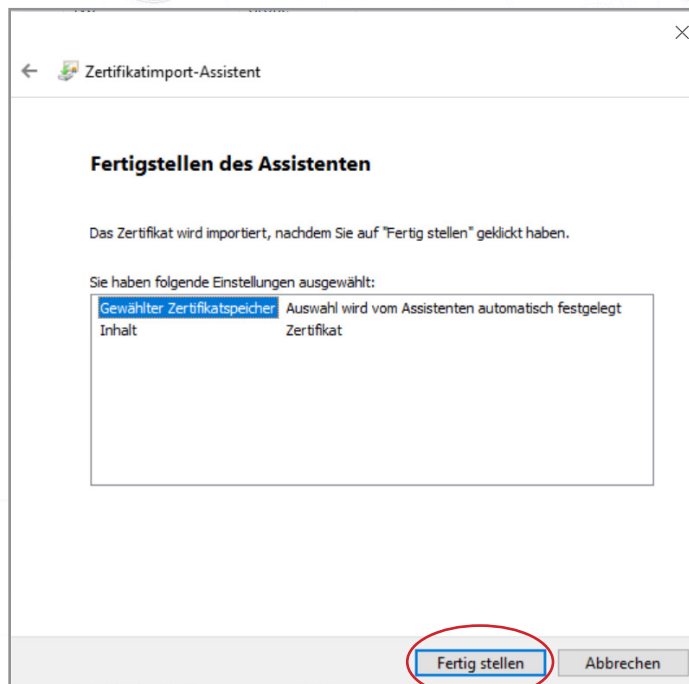 Zertifikatimport-Assistent
Fertigstellen des Assistenten
Das Zertifikat wird importiert, nachdem Sie auf "Fertig stellen" geklickt haben.
Sie haben folgende Einstellungen ausgewählt:
Gewählter Zertifikatspeicher Auswahl wird vom Assistenten automatisch festgelegt
Inhalt Zertifikat
Fertig stellen Abbrechen